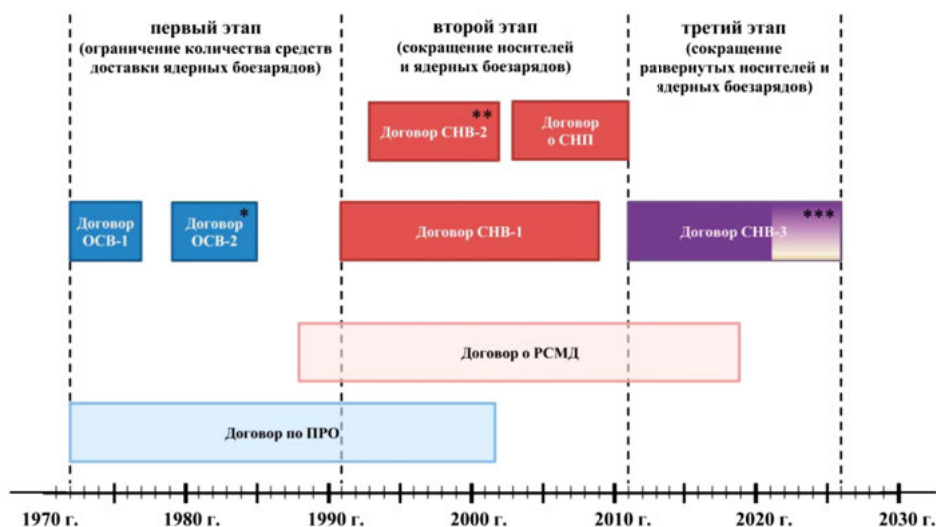 первый этап
(ограничение количества средств
доставки ядерных боезарядов)
второй этап
(сокращение носителей
и ядерных боезарядов)
третий этап
(сокращение
развернутых носителей и
ядерных боезарядов)
Договор СНВ-2 **
Договор
о СНП
Договор
ОСВ-1
Договор *
ОСВ-2
Договор СНВ-1
Договор СНВ-3 ***
Договор о РСМД
Договор по ПРО
1970 г.
1980 г.
1990 г.
2000 г.
2010 г.
2020 г.
2030 г.